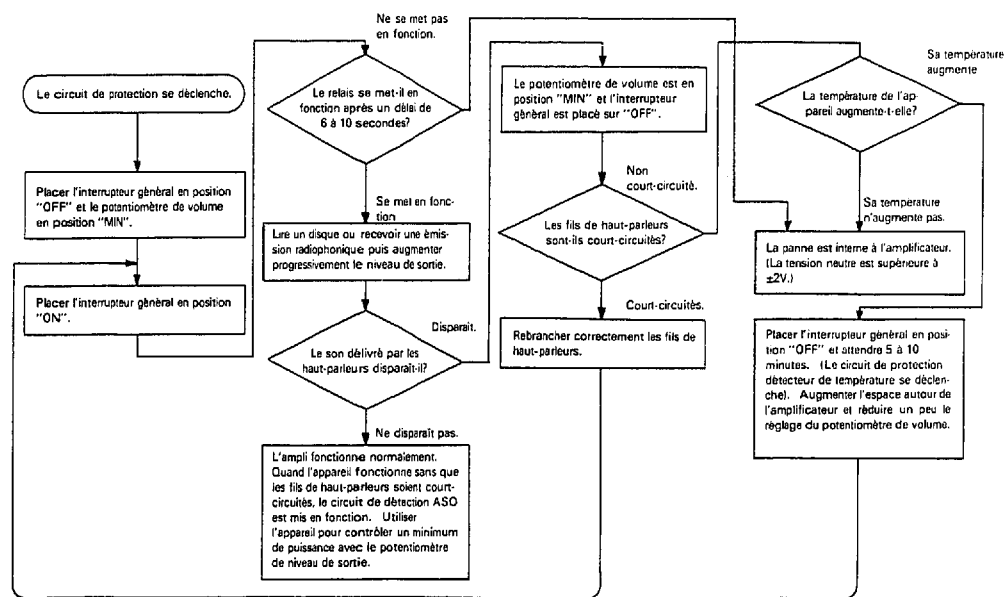 Le circuit de protection se déclenche.
Placer l'interrupteur général en position
"OFF" et le potentiomètre de volume
en position "MIN".
Placer l'interrupteur général en position
"ON".
Ne se met pas
en fonction.
Le relais se met-il en
fonction après un délai de
6 à 10 secondes?
Se met en fonc-
tion
Lire un disque ou recevoir une émis-
sion radiophonique puis augmenter
progressivement le niveau de sortie.
Disparait.
Le son délivré par les
haut-parleurs disparaît-il?
Ne disparaît pas.
L'ampli fonctionne normalement.
Quand l'appareil fonctionne sans que
les fils de haut-parleurs soient court-
circuités, le circuit de détection ASO
est mis en fonction. Utiliser
l'appareil pour contrôler un minimum
de puissance avec le potentiomètre
de niveau de sortie.
Le potentiomètre de volume est en
position "MIN" et l'interrupteur
général est placé sur "OFF".
Non
court-circuité.
Les fils de haut-parleurs
sont-ils court-circuités?
Court-circuités.
Rebrancher correctement les fils de
haut-parleurs.
Sa température
augmente
La température de l'ap-
pareil augmente-t-elle?
Sa température
n'augmente pas.
La panne est interne à l'amplificateur.
(La tension neutre est supérieure à
±2V.)
Placer l'interrupteur général en posi-
tion "OFF" et attendre 5 à 10
minutes. (Le circuit de protection
détecteur de température se déclen-
che). Augmenter l'espace autour de
l'amplificateur et réduire un peu le
réglage du potentiomètre de volume.